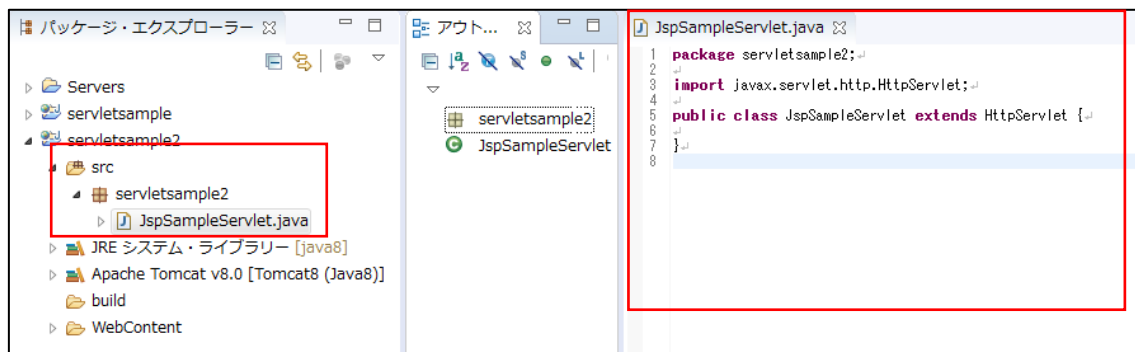 パッケージ・エクスプローラー
Servers
servletsample
servletsample2
src
servletsample2
JspSampleServlet.java
JRE システム・ライブラリー [java8]
Apache Tomcat v8.0 [Tomcat8 (Java8)]
build
WebContent
アウト...
servletsample2
JspSampleServlet
JspSampleServlet.java
1 package servletsample2;
2
3 import javax.servlet.http.HttpServlet;
4
5 public class JspSampleServlet extends HttpServlet {
6
7 }
8